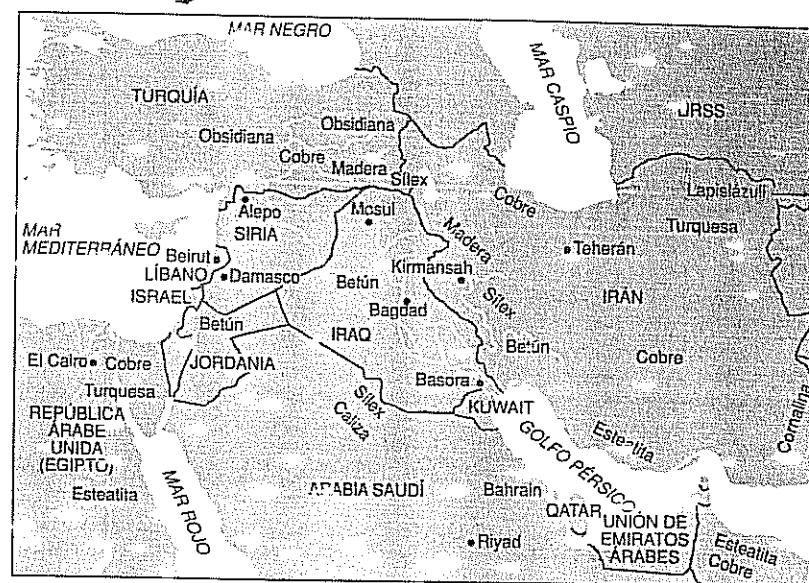 MAR NEGRO
MAR CASPIO
TURQUÍA
URSS
Obsidiana
Obsidiana
Cobre
Madera
Sílex
Cobre
Lapislázuli
Alepo
SIRIA
Mosul
Madera
Turquesa
MAR
MEDITERRÁNEO
Teherán
Beirut
LÍBANO
Damasco
Betún
Kirmansah
Sílex
IRÁN
ISRAEL
Bagdad
Betún
IRAQ
Betún
El Cairo
Cobre
JORDANIA
Cobre
Turquesa
Basora
Cornalina
REPÚBLICA
ÁRABE
UNIDA
(EGIPTO)
Sílex
Caliza
KUWAIT
GOLFO PÉRSICO
Esteatita
MAR ROJO
Esteatita
ARABIA SAUDÍ
Bahrain
QATAR
UNIÓN DE
EMIRATOS
ÁRABES
Riyad
Esteatita
Cobre